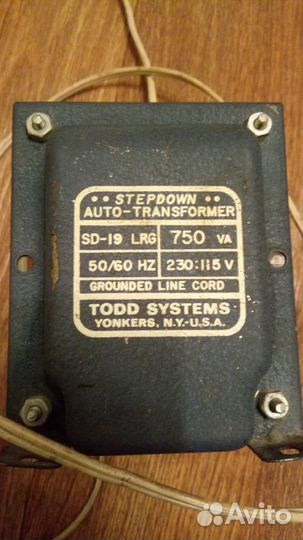 •• STEPDOWN ••
AUTO-TRANSFORMER
SD-19 LRG 750 VA
50/60 HZ 230:115 V
GROUNDED LINE CORD
TODD SYSTEMS
YONKERS, N.Y.-U.S.A.
Avito